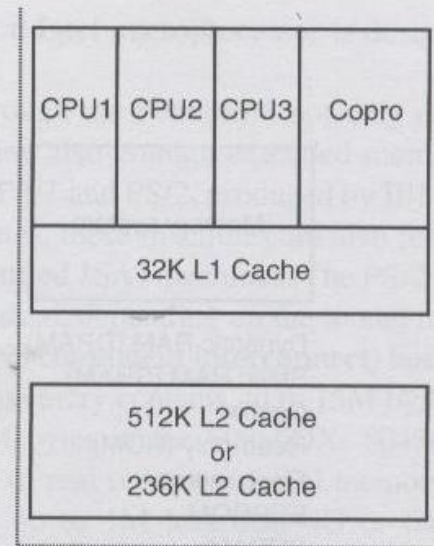 CPU1 CPU2 CPU3 Copro
32K L1 Cache
512K L2 Cache
or
236K L2 Cache